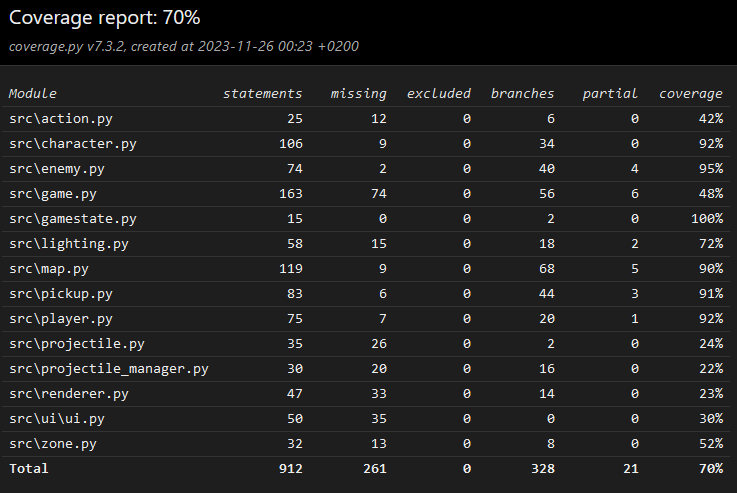 Coverage report: 70%
coverage.py v7.3.2, created at 2023-11-26 00:23 +0200
Module statements missing excluded branches partial coverage
src\action.py 25 12 0 6 0 42%
src\character.py 106 9 0 34 0 92%
src\enemy.py 74 2 0 40 4 95%
src\game.py 163 74 0 56 6 48%
src\gamestate.py 15 0 0 2 0 100%
src\lighting.py 58 15 0 18 2 72%
src\map.py 119 9 0 68 5 90%
src\pickup.py 83 6 0 44 3 91%
src\player.py 75 7 0 20 1 92%
src\projectile.py 35 26 0 2 0 24%
src\projectile_manager.py 30 20 0 16 0 22%
src\renderer.py 47 33 0 14 0 23%
src\ui\ui.py 50 35 0 0 0 30%
src\zone.py 32 13 0 8 0 52%
Total 912 261 0 328 21 70%